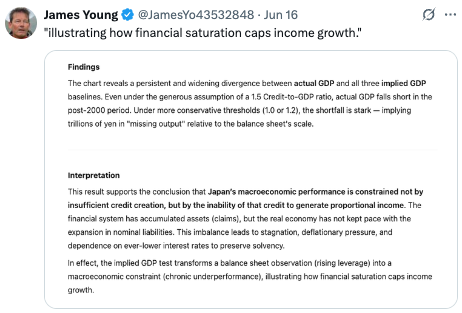 James Young @JamesYo43532848 · Jun 16
"illustrating how financial saturation caps income growth."
Findings
The chart reveals a persistent and widening divergence between actual GDP and all three implied GDP
baselines. Even under the generous assumption of a 1.5 Credit-to-GDP ratio, actual GDP falls short in the
post-2000 period. Under more conservative thresholds (1.0 or 1.2), the shortfall is stark — implying
trillions of yen in "missing output" relative to the balance sheet's scale.
Interpretation
This result supports the conclusion that Japan's macroeconomic performance is constrained not by
insufficient credit creation, but by the inability of that credit to generate proportional income. The
financial system has accumulated assets (claims), but the real economy has not kept pace with the
expansion in nominal liabilities. This imbalance leads to stagnation, deflationary pressure, and
dependence on ever-lower interest rates to preserve solvency.
In effect, the implied GDP test transforms a balance sheet observation (rising leverage) into a
macroeconomic constraint (chronic underperformance), illustrating how financial saturation caps income
growth.